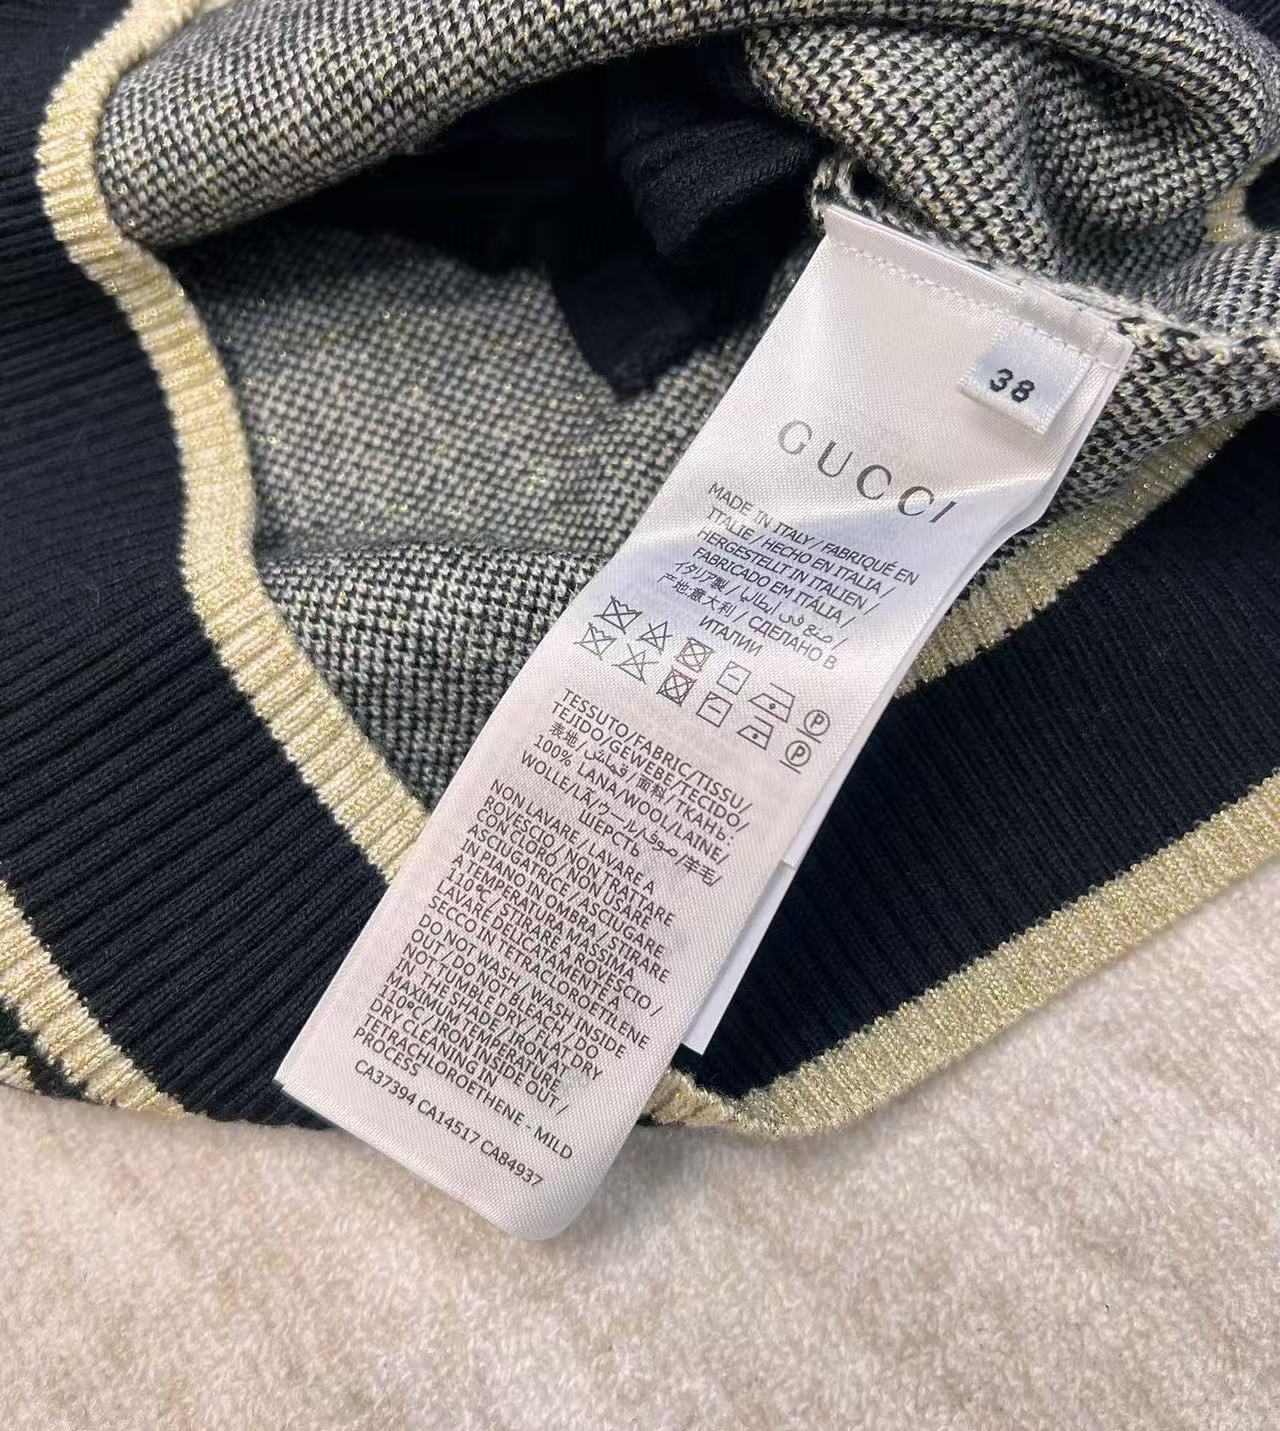 38
GUCCI
MADE IN ITALY / FABRIQUÉ EN
ITALIE / HECHO EN ITALIA /
HERGESTELLT IN ITALIEN /
FABRICADO EM ITÁLIA /
イタリア製 / صنع في ايطاليا /
产地:意大利 / СДЕЛАНО В
ИТАЛИИ
P
P
TESSUTO/FABRIC/TISSU/
TEJIDO/GEWEBE/TECIDO/
表地/قماش/面料/ТКАНЬ:
100% LANA/WOOL/LAINE/
WOLLE/LÃ/ウール/صوف/羊毛/
ШЕРСТЬ
NON LAVARE / LAVARE A
ROVESCIO / NON TRATTARE
CON CLORO / NON USARE
ASCIUGATRICE / ASCIUGARE
IN PIANO IN OMBRA / STIRARE
A TEMPERATURA MASSIMA
110°C / STIRARE A ROVESCIO /
LAVARE DELICATAMENTE A
SECCO IN TETRACLOROETILENE
DO NOT WASH / WASH INSIDE
OUT / DO NOT BLEACH / DO
NOT TUMBLE DRY / FLAT DRY
IN THE SHADE / IRON AT
MAXIMUM TEMPERATURE
110°C / IRON INSIDE OUT /
DRY CLEANING IN
TETRACHLOROETHENE - MILD
PROCESS
CA37394 CA14517 CA84937